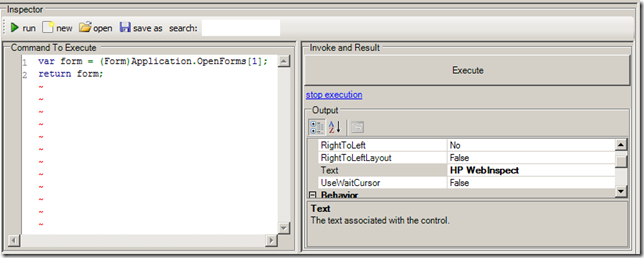 Inspector
run new open save as search:
Command To Execute
1 var form = (Form)Application.OpenForms[1];
2 return form;
~
~
~
~
~
~
~
~
~
~
~
Invoke and Result
Execute
stop execution
Output
RightToLeft No
RightToLeftLayout False
Text HP WebInspect
UseWaitCursor False
Behavior
Text
The text associated with the control.